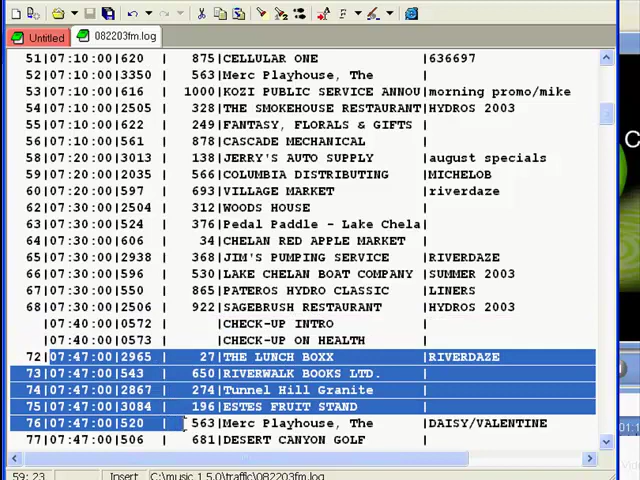 Untitled 082203fm.log
51|07:10:00|620 | 875|CELLULAR ONE |636697
52|07:10:00|3350 | 563|Merc Playhouse, The |
53|07:10:00|616 | 1000|KOZI PUBLIC SERVICE ANNOU|morning promo/mike
54|07:10:00|2505 | 328|THE SMOKEHOUSE RESTAURANT|HYDROS 2003
55|07:10:00|622 | 249|FANTASY, FLORALS & GIFTS |
56|07:10:00|561 | 878|CASCADE MECHANICAL |
58|07:20:00|3013 | 138|JERRY'S AUTO SUPPLY |august specials
59|07:20:00|2035 | 566|COLUMBIA DISTRIBUTING |MICHELOB
60|07:20:00|597 | 693|VILLAGE MARKET |riverdaze
62|07:30:00|2504 | 312|WOODS HOUSE |
63|07:30:00|524 | 376|Pedal Paddle - Lake Chela|
64|07:30:00|606 | 34|CHELAN RED APPLE MARKET |
65|07:30:00|2938 | 368|JIM'S PUMPING SERVICE |RIVERDAZE
66|07:30:00|596 | 530|LAKE CHELAN BOAT COMPANY |SUMMER 2003
67|07:30:00|550 | 865|PATEROS HYDRO CLASSIC |LINERS
68|07:30:00|2506 | 922|SAGEBRUSH RESTAURANT |HYDROS 2003
|07:40:00|0572 | |CHECK-UP INTRO |
|07:40:00|0573 | |CHECK-UP ON HEALTH |
72|07:47:00|2965 | 27|THE LUNCH BOXX |RIVERDAZE
73|07:47:00|543 | 650|RIVERWALK BOOKS LTD. |
74|07:47:00|2867 | 274|Tunnel Hill Granite |
75|07:47:00|3084 | 196|ESTES FRUIT STAND |
76|07:47:00|520 | 563|Merc Playhouse, The |DAISY/VALENTINE
77|07:47:00|506 | 681|DESERT CANYON GOLF |
59: 23 Insert C:\music 1.5.0\traffic\082203fm.log